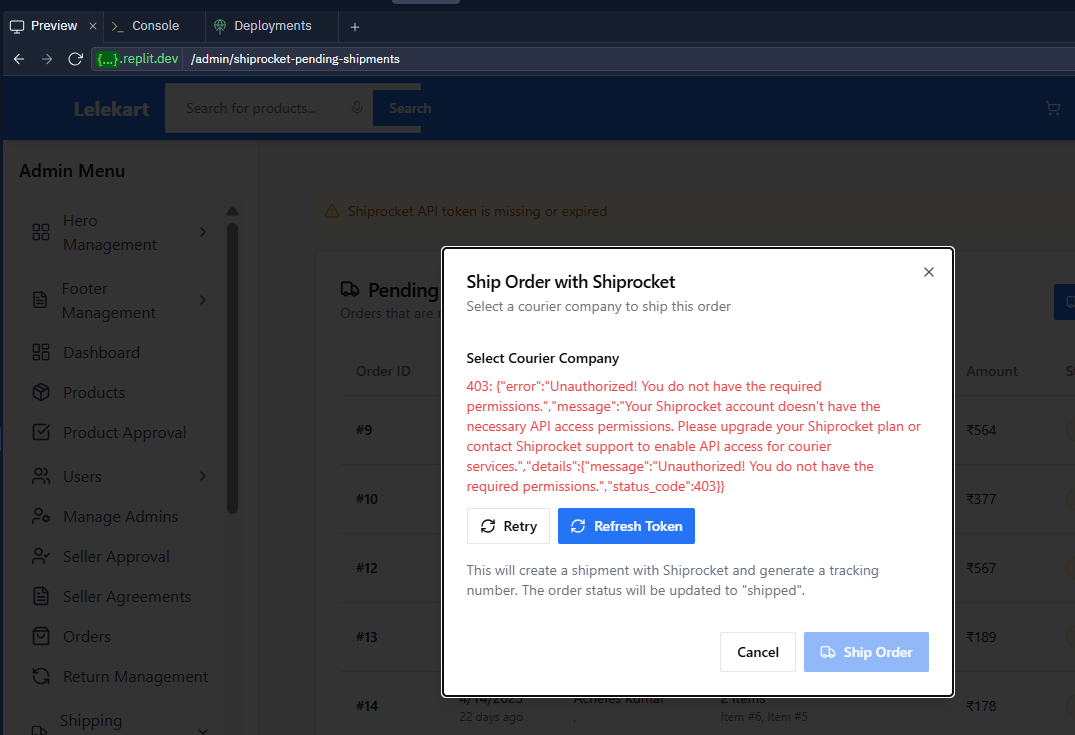 Preview
Console
Deployments
{...}.replit.dev
/admin/shiprocket-pending-shipments
Lelekart
Search for products...
Search
Admin Menu
Shiprocket API token is missing or expired
Hero
Management
Footer
Management
Dashboard
Products
Product Approval
Users
Manage Admins
Seller Approval
Seller Agreements
Orders
Return Management
Shipping
Pending
Orders that are
Order ID
Amount
#9
₹564
#10
₹377
#12
₹567
#13
₹189
#14
4/14/2025
22 days ago
Acheles Kumar
,
2 items
Item #6, Item #5
₹178
Ship Order with Shiprocket
Select a courier company to ship this order
Select Courier Company
403: {"error":"Unauthorized! You do not have the required
permissions.","message":"Your Shiprocket account doesn't have the
necessary API access permissions. Please upgrade your Shiprocket plan or
contact Shiprocket support to enable API access for courier
services.","details":{"message":"Unauthorized! You do not have the
required permissions.","status_code":403}}
Retry
Refresh Token
This will create a shipment with Shiprocket and generate a tracking
number. The order status will be updated to "shipped".
Cancel
Ship Order